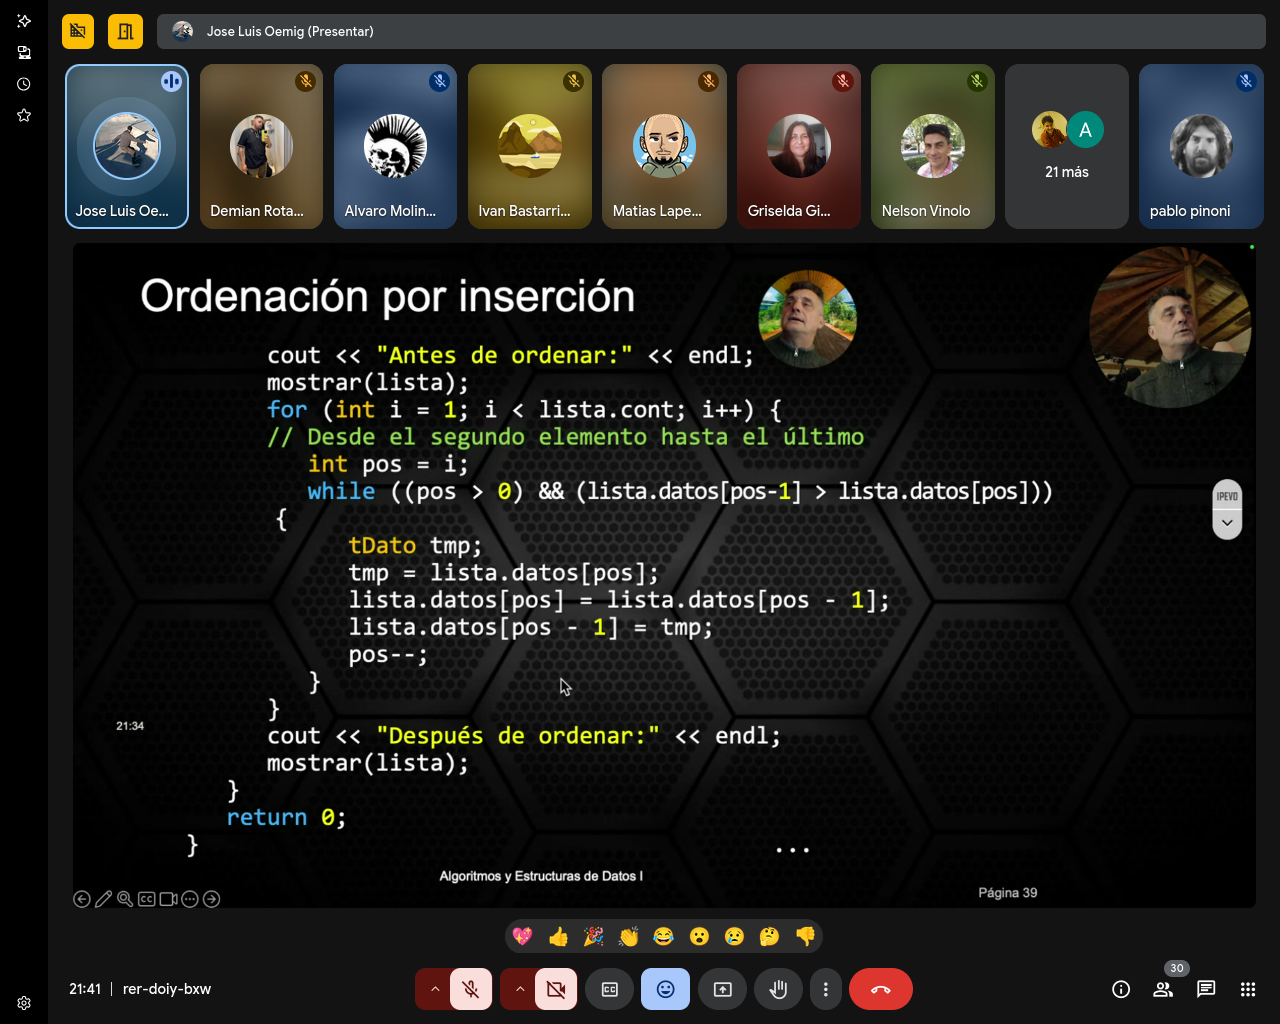 Jose Luis Oemig (Presentar)
Jose Luis Oe...
Demian Rota...
Alvaro Molin...
Ivan Bastarri...
Matias Lape...
Griselda Gi...
Nelson Vinolo
A
21 más
pablo pinoni
Ordenación por inserción
cout << "Antes de ordenar:" << endl;
mostrar(lista);
for (int i = 1; i < lista.cont; i++) {
// Desde el segundo elemento hasta el último
int pos = i;
while ((pos > 0) && (lista.datos[pos-1] > lista.datos[pos]))
{
tDato tmp;
tmp = lista.datos[pos];
lista.datos[pos] = lista.datos[pos - 1];
lista.datos[pos - 1] = tmp;
pos--;
}
}
cout << "Después de ordenar:" << endl;
mostrar(lista);
}
return 0;
}
...
IPEVO
21:34
Algoritmos y Estructuras de Datos I
Página 39
CC
21:41 | rer-doiy-bxw
CC
30